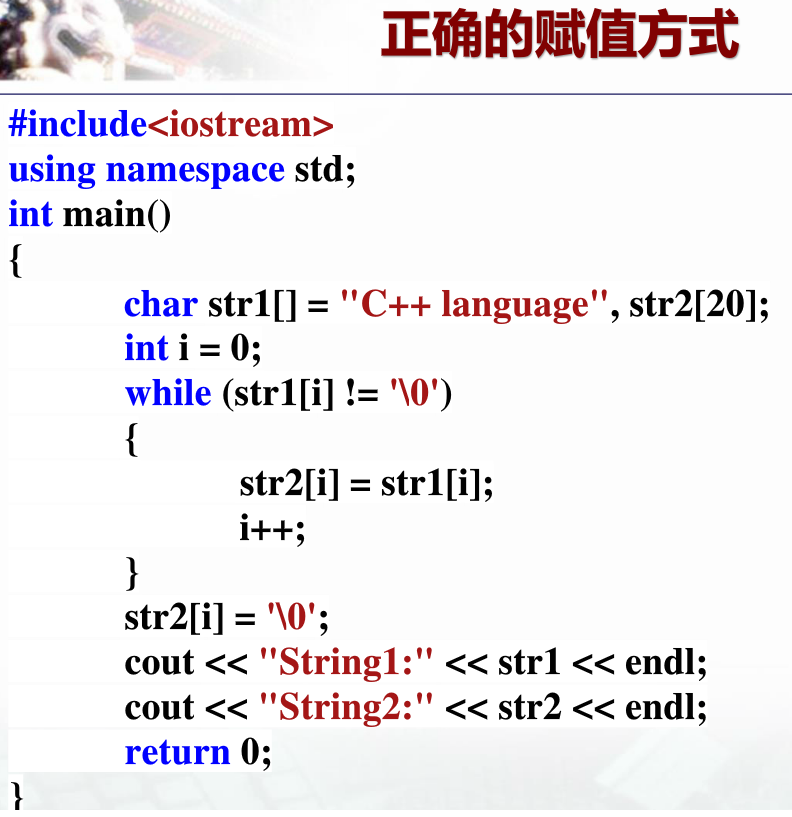 正确的赋值方式
#include<iostream>
using namespace std;
int main()
{
char str1[] = "C++ language", str2[20];
int i = 0;
while (str1[i] != '\0')
{
str2[i] = str1[i];
i++;
}
str2[i] = '\0';
cout << "String1:" << str1 << endl;
cout << "String2:" << str2 << endl;
return 0;
}